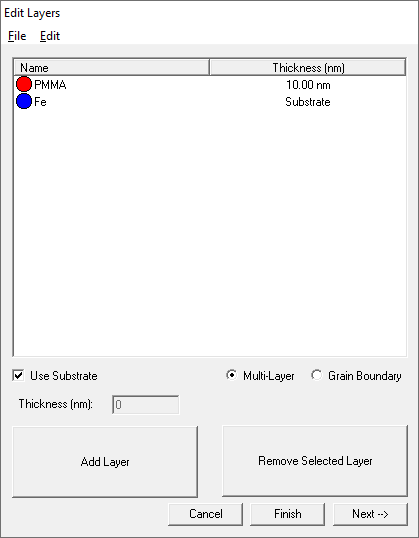 Edit Layers
File Edit
Name Thickness (nm)
PMMA 10.00 nm
Fe Substrate
Use Substrate Multi-Layer Grain Boundary
Thickness (nm): 0
Add Layer Remove Selected Layer
Cancel Finish Next -->